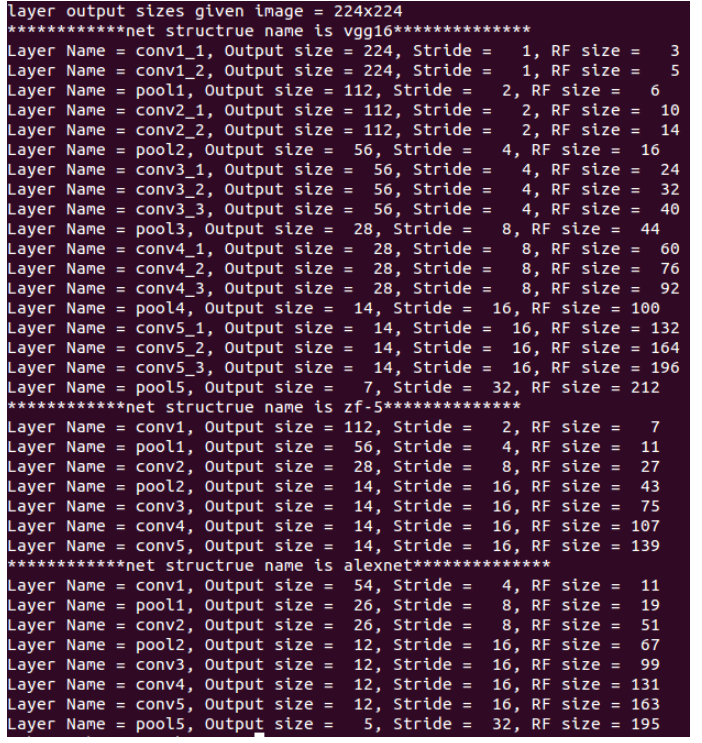 layer output sizes given image = 224x224
************net structrue name is vgg16**************
Layer Name = conv1_1, Output size = 224, Stride =   1, RF size =   3
Layer Name = conv1_2, Output size = 224, Stride =   1, RF size =   5
Layer Name = pool1, Output size = 112, Stride =   2, RF size =   6
Layer Name = conv2_1, Output size = 112, Stride =   2, RF size =  10
Layer Name = conv2_2, Output size = 112, Stride =   2, RF size =  14
Layer Name = pool2, Output size =  56, Stride =   4, RF size =  16
Layer Name = conv3_1, Output size =  56, Stride =   4, RF size =  24
Layer Name = conv3_2, Output size =  56, Stride =   4, RF size =  32
Layer Name = conv3_3, Output size =  56, Stride =   4, RF size =  40
Layer Name = pool3, Output size =  28, Stride =   8, RF size =  44
Layer Name = conv4_1, Output size =  28, Stride =   8, RF size =  60
Layer Name = conv4_2, Output size =  28, Stride =   8, RF size =  76
Layer Name = conv4_3, Output size =  28, Stride =   8, RF size =  92
Layer Name = pool4, Output size =  14, Stride =  16, RF size = 100
Layer Name = conv5_1, Output size =  14, Stride =  16, RF size = 132
Layer Name = conv5_2, Output size =  14, Stride =  16, RF size = 164
Layer Name = conv5_3, Output size =  14, Stride =  16, RF size = 196
Layer Name = pool5, Output size =   7, Stride =  32, RF size = 212
************net structrue name is zf-5**************
Layer Name = conv1, Output size = 112, Stride =   2, RF size =   7
Layer Name = pool1, Output size =  56, Stride =   4, RF size =  11
Layer Name = conv2, Output size =  28, Stride =   8, RF size =  27
Layer Name = pool2, Output size =  14, Stride =  16, RF size =  43
Layer Name = conv3, Output size =  14, Stride =  16, RF size =  75
Layer Name = conv4, Output size =  14, Stride =  16, RF size = 107
Layer Name = conv5, Output size =  14, Stride =  16, RF size = 139
************net structrue name is alexnet**************
Layer Name = conv1, Output size =  54, Stride =   4, RF size =  11
Layer Name = pool1, Output size =  26, Stride =   8, RF size =  19
Layer Name = conv2, Output size =  26, Stride =   8, RF size =  51
Layer Name = pool2, Output size =  12, Stride =  16, RF size =  67
Layer Name = conv3, Output size =  12, Stride =  16, RF size =  99
Layer Name = conv4, Output size =  12, Stride =  16, RF size = 131
Layer Name = conv5, Output size =  12, Stride =  16, RF size = 163
Layer Name = pool5, Output size =   5, Stride =  32, RF size = 195